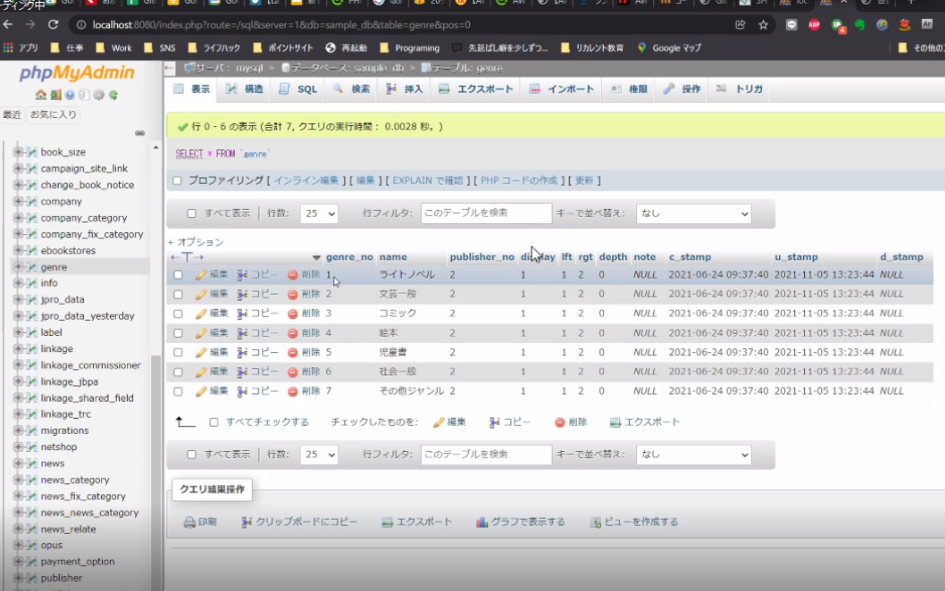 ディング中
localhost:8080/index.php?route=/sql&server=1&db=sample_db&table=genre&pos=0
アプリ 仕事 Work SNS ライフハック ポイントサイト 再起動 Programing 先延ばし癖を少しずつ... リカレント教育 Google マップ その他の
phpMyAdmin
最近 お気に入り
book_size
campaign_site_link
change_book_notice
company
company_category
company_fix_category
ebookstores
genre
info
jpro_data
jpro_data_yesterday
label
linkage
linkage_commissioner
linkage_jbpa
linkage_shared_field
linkage_trc
migrations
netshop
news
news_category
news_fix_category
news_news_category
news_relate
opus
payment_option
publisher
サーバ: mysql » データベース: sample_db » テーブル: genre
表示 構造 SQL 検索 挿入 エクスポート インポート 権限 操作 トリガ
行 0 - 6 の表示 (合計 7, クエリの実行時間： 0.0028 秒。)
SELECT * FROM `genre`
プロファイリング [ インライン編集 ] [ 編集 ] [ EXPLAIN で確認 ] [ PHP コードの作成 ] [ 更新 ]
すべて表示 | 行数: 25 行フィルタ: このテーブルを検索 キーで並べ替え: なし
+ オプション
←T→ genre_no name publisher_no display lft rgt depth note c_stamp u_stamp d_stamp
編集 コピー 削除 1 ライトノベル 2 1 1 2 0 NULL 2021-06-24 09:37:40 2021-11-05 13:23:44 NULL
編集 コピー 削除 2 文芸一般 2 1 1 2 0 NULL 2021-06-24 09:37:40 2021-11-05 13:23:44 NULL
編集 コピー 削除 3 コミック 2 1 1 2 0 NULL 2021-06-24 09:37:40 2021-11-05 13:23:44 NULL
編集 コピー 削除 4 絵本 2 1 1 2 0 NULL 2021-06-24 09:37:40 2021-11-05 13:23:44 NULL
編集 コピー 削除 5 児童書 2 1 1 2 0 NULL 2021-06-24 09:37:40 2021-11-05 13:23:44 NULL
編集 コピー 削除 6 社会一般 2 1 1 2 0 NULL 2021-06-24 09:37:40 2021-11-05 13:23:44 NULL
編集 コピー 削除 7 その他ジャンル 2 1 1 2 0 NULL 2021-06-24 09:37:40 2021-11-05 13:23:44 NULL
すべてチェックする チェックしたものを: 編集 コピー 削除 エクスポート
すべて表示 | 行数: 25 行フィルタ: このテーブルを検索 キーで並べ替え: なし
クエリ結果操作
印刷 クリップボードにコピー エクスポート グラフで表示する ビューを作成する